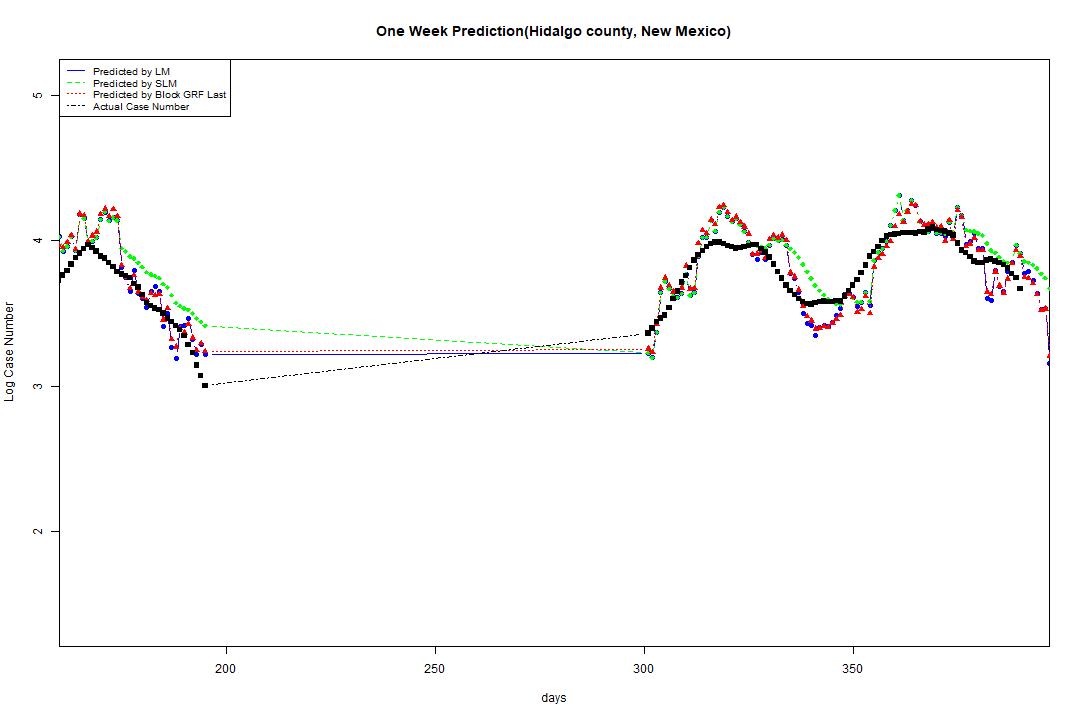 One Week Prediction(Hidalgo county, New Mexico)
Predicted by LM
Predicted by SLM
Predicted by Block GRF Last
Actual Case Number
5
4
3
2
Log Case Number
200
250
300
350
days